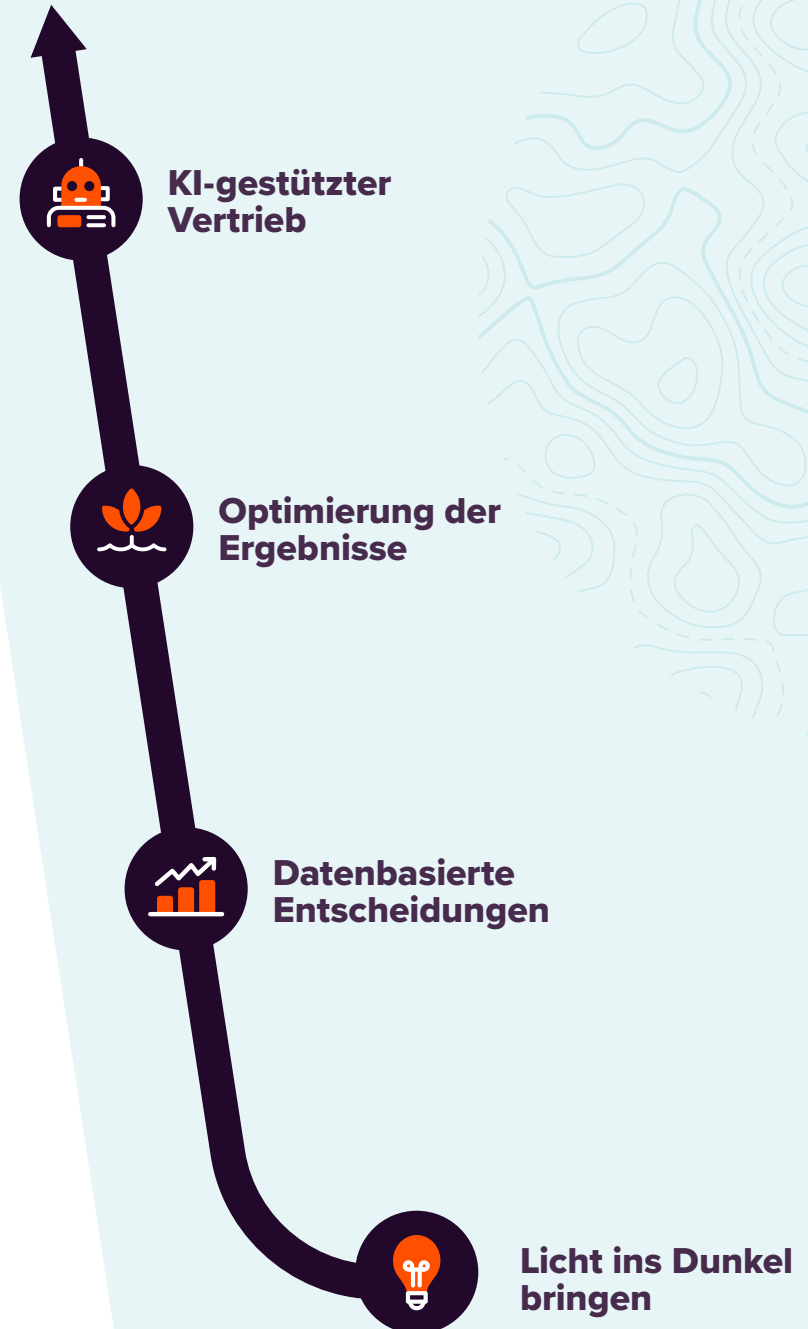 KI-gestützter
Vertrieb
Optimierung der
Ergebnisse
Datenbasierte
Entscheidungen
Licht ins Dunkel
bringen